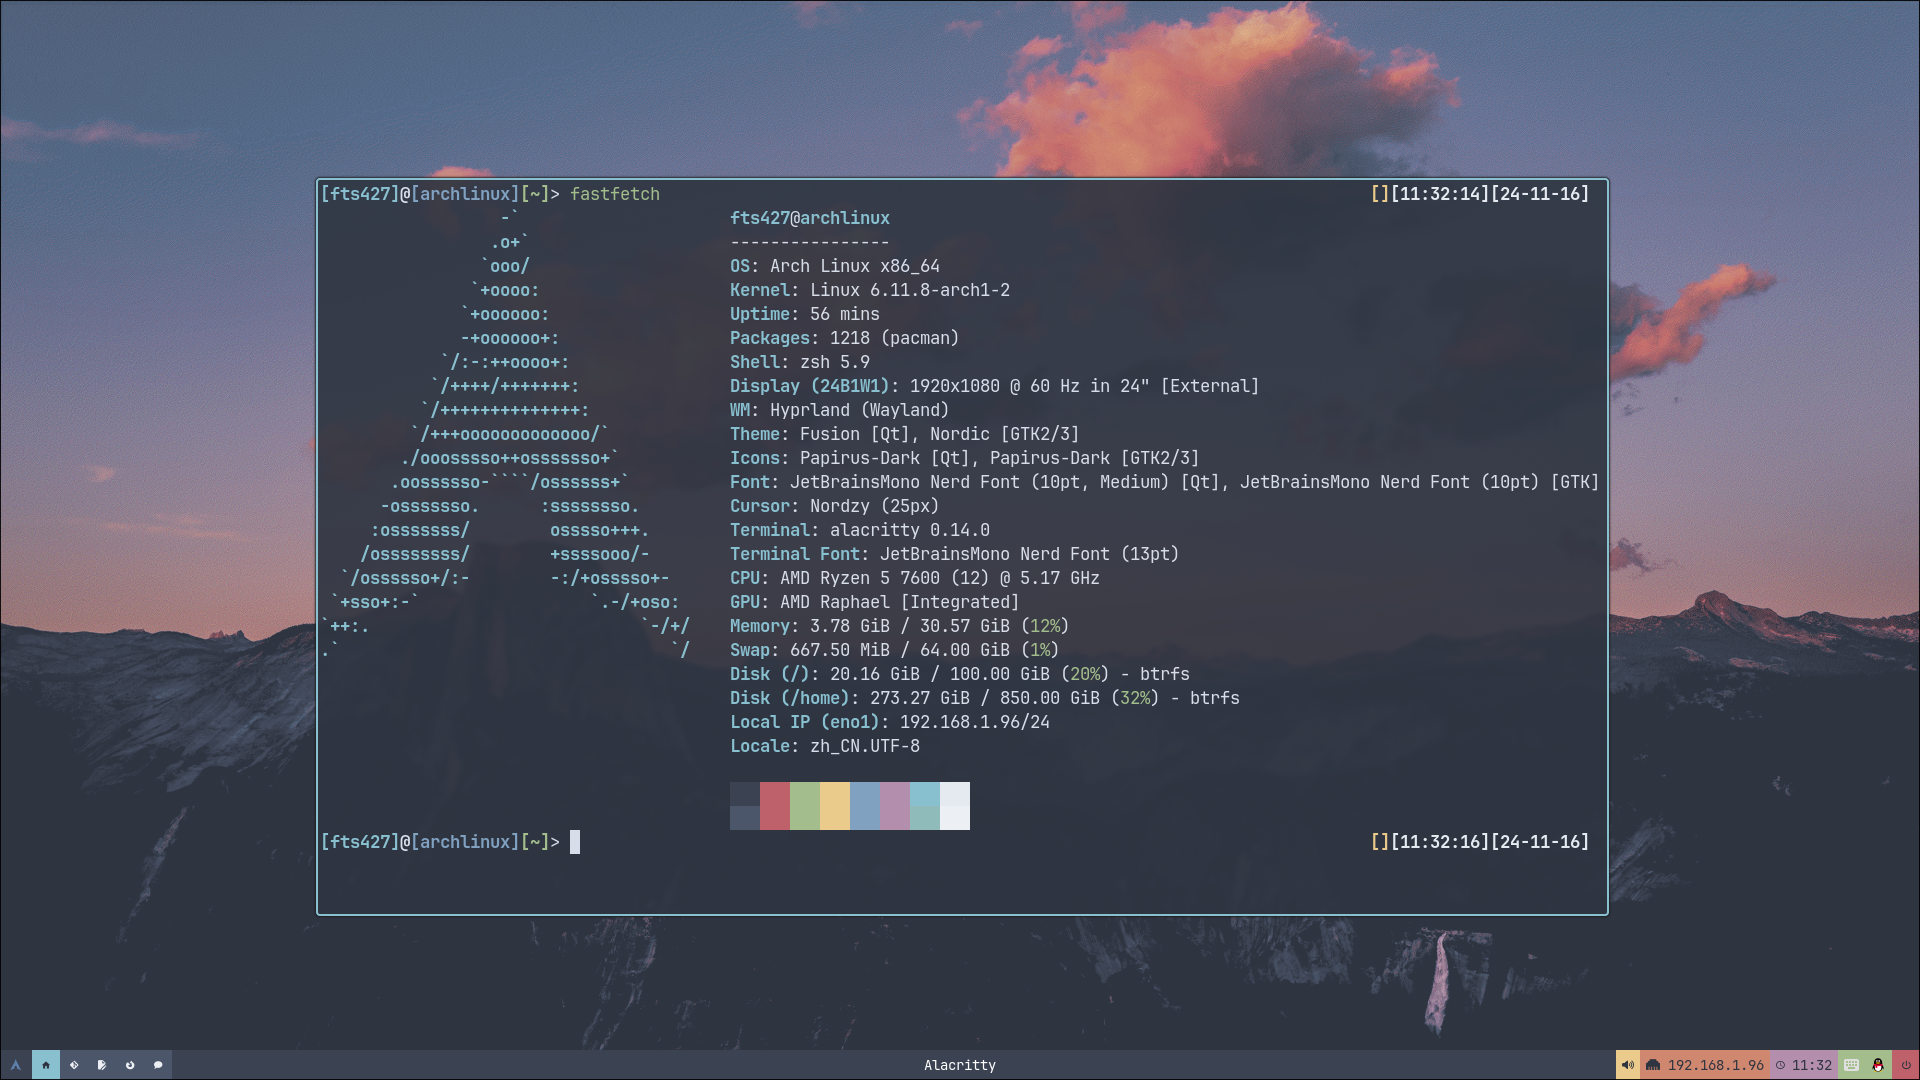 [fts427]@[archlinux][~]> fastfetch [][11:32:14][24-11-16]
-`
.o+`
`ooo/
`+oooo:
`+oooooo:
-+oooooo+:
`/:-:++oooo+:
`/++++/+++++++:
`/++++++++++++++:
`/+++ooooooooooooo/`
./ooosssso++osssssso+`
.oossssso-````/ossssss+`
-osssssso.      :ssssssso.
:osssssss/        osssso+++.
/ossssssss/        +ssssooo/-
`/ossssso+/:-        -:/+osssso+-
`+sso+:-`                 `.-/+oso:
`++:.                           `-/+/
.`                                 `/
fts427@archlinux
----------------
OS: Arch Linux x86_64
Kernel: Linux 6.11.8-arch1-2
Uptime: 56 mins
Packages: 1218 (pacman)
Shell: zsh 5.9
Display (24B1W1): 1920x1080 @ 60 Hz in 24" [External]
WM: Hyprland (Wayland)
Theme: Fusion [Qt], Nordic [GTK2/3]
Icons: Papirus-Dark [Qt], Papirus-Dark [GTK2/3]
Font: JetBrainsMono Nerd Font (10pt, Medium) [Qt], JetBrainsMono Nerd Font (10pt) [GTK]
Cursor: Nordzy (25px)
Terminal: alacritty 0.14.0
Terminal Font: JetBrainsMono Nerd Font (13pt)
CPU: AMD Ryzen 5 7600 (12) @ 5.17 GHz
GPU: AMD Raphael [Integrated]
Memory: 3.78 GiB / 30.57 GiB (12%)
Swap: 667.50 MiB / 64.00 GiB (1%)
Disk (/): 20.16 GiB / 100.00 GiB (20%) - btrfs
Disk (/home): 273.27 GiB / 850.00 GiB (32%) - btrfs
Local IP (eno1): 192.168.1.96/24
Locale: zh_CN.UTF-8
[fts427]@[archlinux][~]> [][11:32:16][24-11-16]
Alacritty
192.168.1.96
11:32